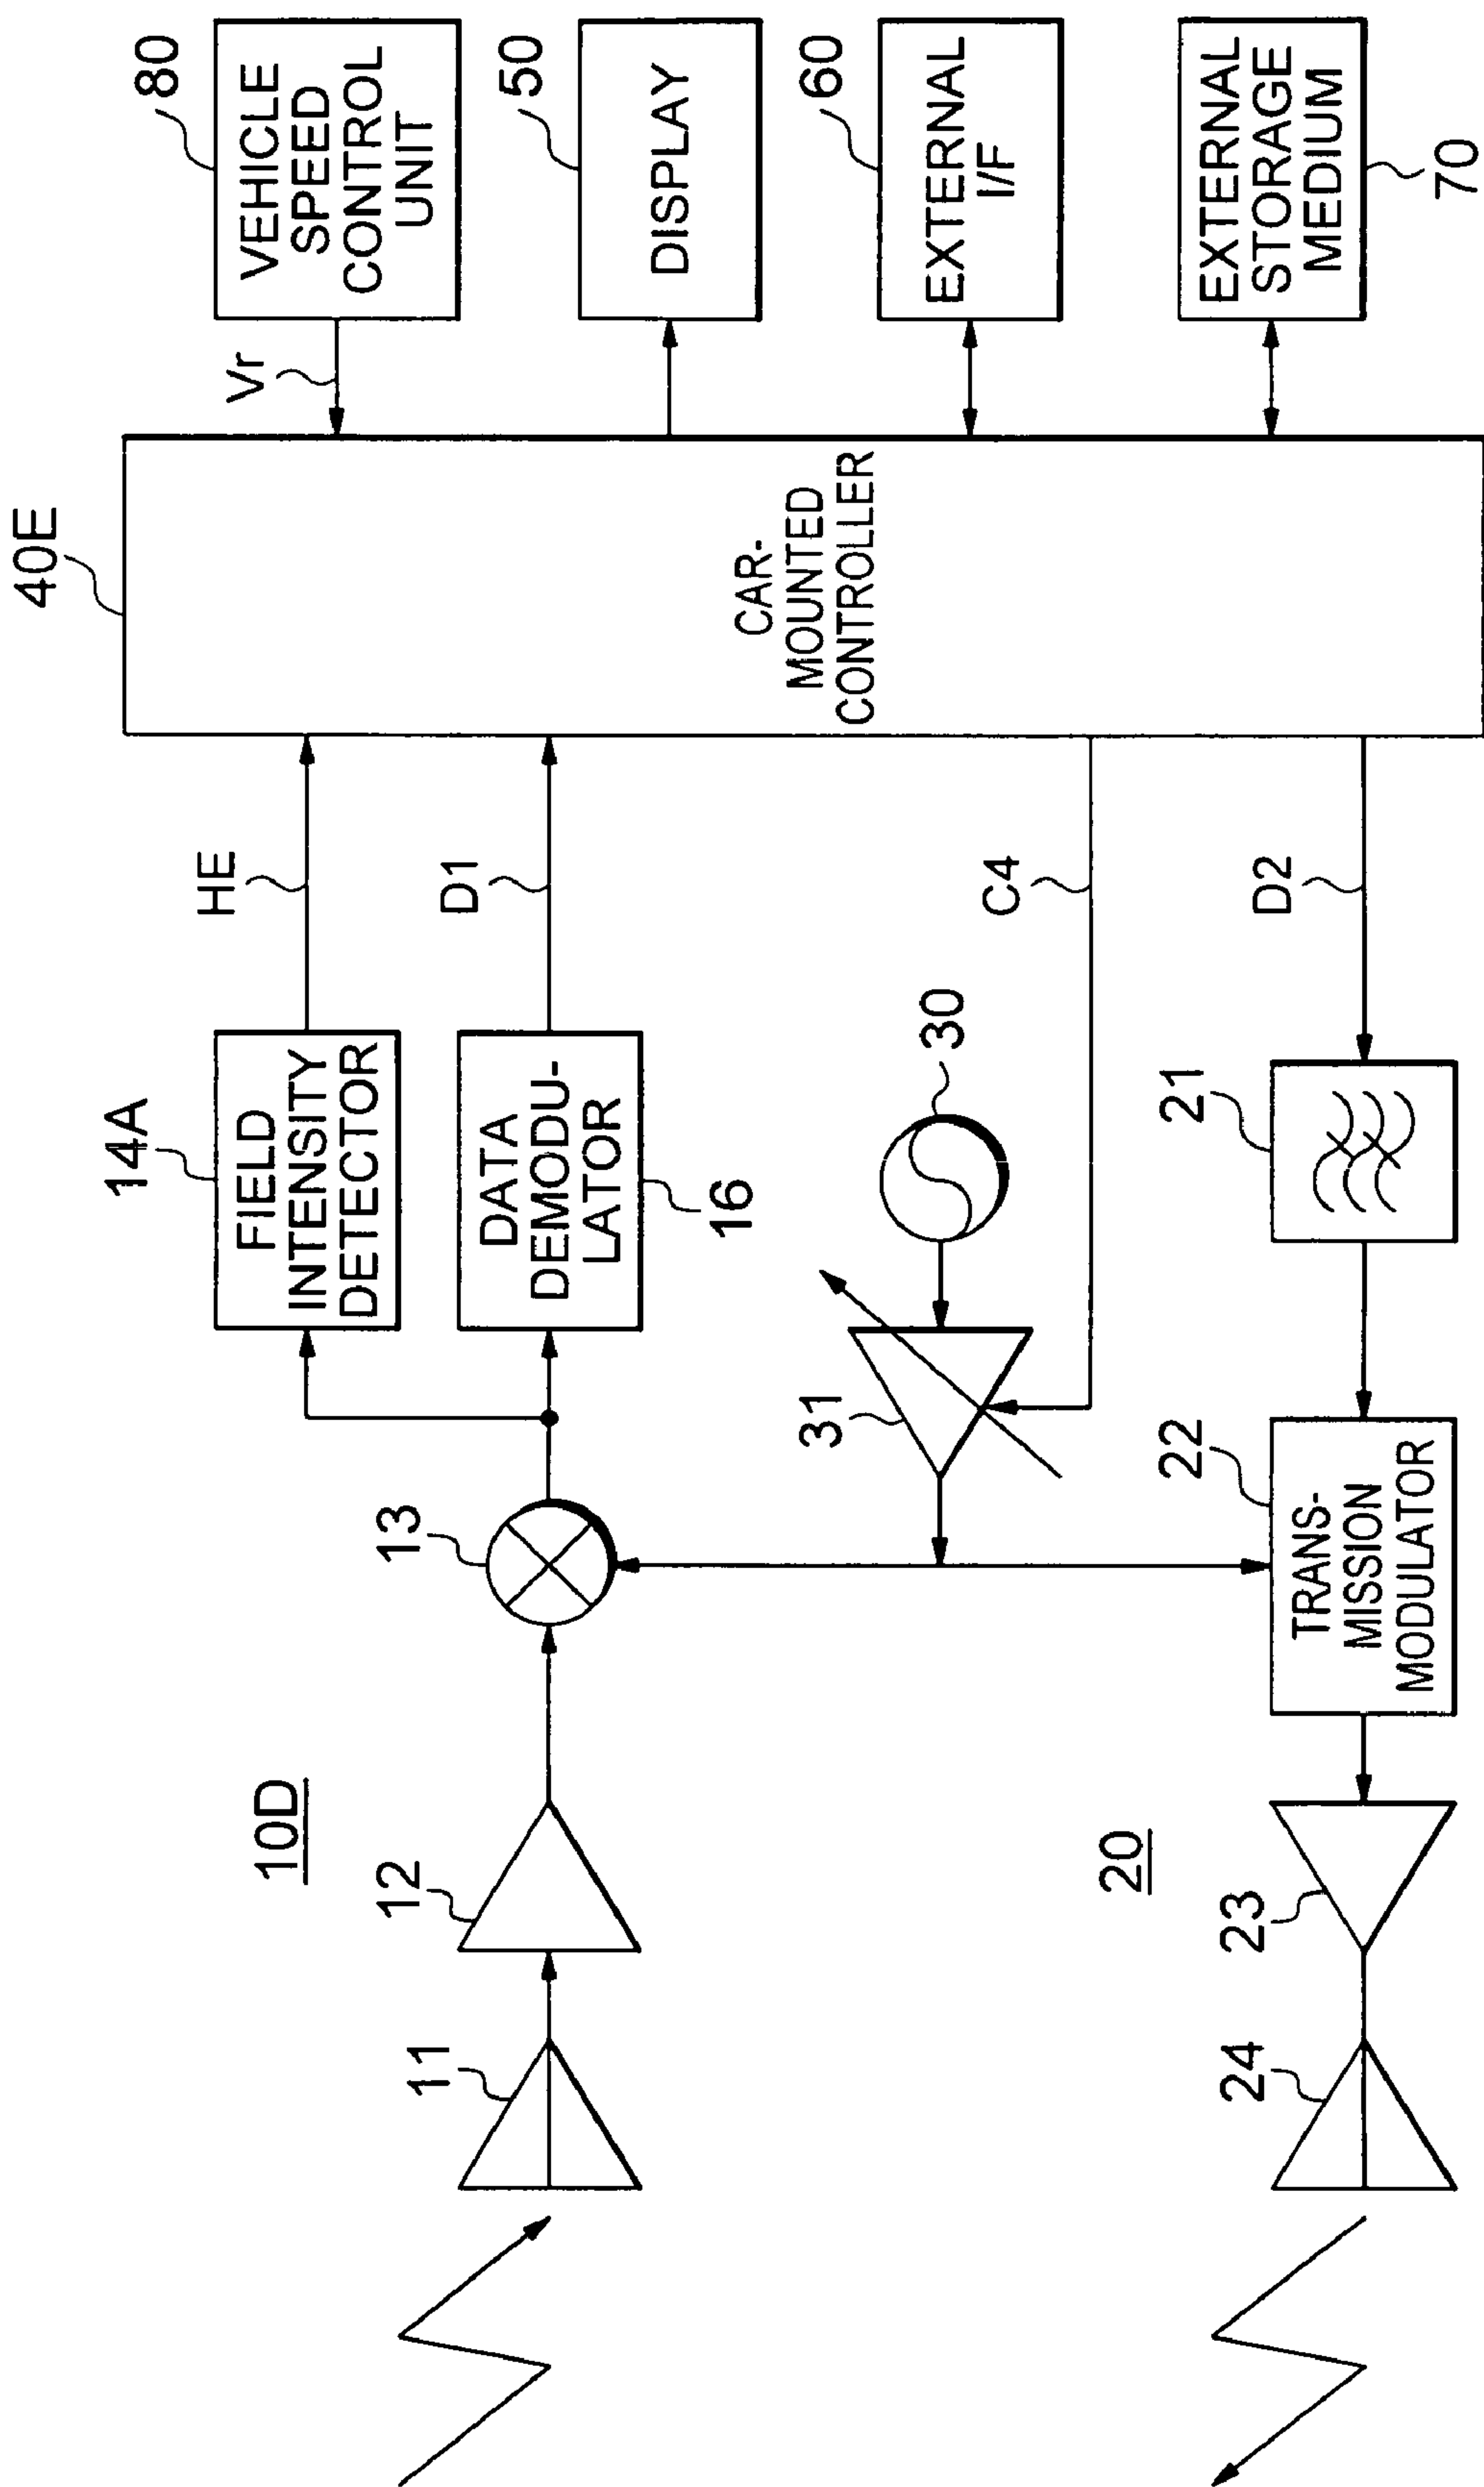 10D
11
12
13
14A
FIELD
INTENSITY
DETECTOR
HE
DATA
DEMODU-
LATOR
16
D1
40E
CAR-
MOUNTED
CONTROLLER
Vr
80
VEHICLE
SPEED
CONTROL
UNIT
50
DISPLAY
60
EXTERNAL
I/F
EXTERNAL
STORAGE
MEDIUM
70
30
31
C4
20
24
23
22
TRANS-
MISSION
MODULATOR
21
D2